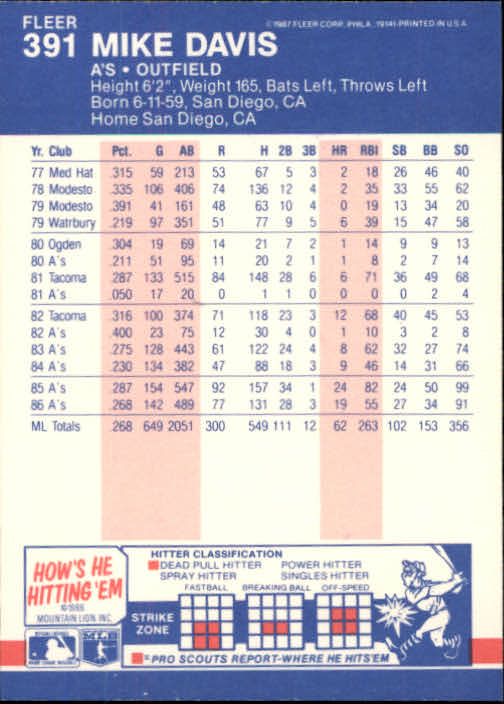 FLEER
©1987 FLEER CORP., PHILA., 19141-PRINTED IN U.S.A.
391 MIKE DAVIS
A'S • OUTFIELD
Height 6'2", Weight 165, Bats Left, Throws Left
Born 6-11-59, San Diego, CA
Home San Diego, CA
Yr. Club Pct. G AB R H 2B 3B HR RBI SB BB SO
77 Med Hat .315 59 213 53 67 5 3 2 18 26 46 40
78 Modesto .335 106 406 74 136 12 4 2 35 33 55 62
79 Modesto .391 41 161 48 63 10 4 0 19 13 34 20
79 Watrbury .219 97 351 51 77 9 5 6 39 15 47 58
80 Ogden .304 19 69 14 21 7 2 1 14 9 9 13
80 A's .211 51 95 11 20 2 1 1 8 2 7 14
81 Tacoma .287 133 515 84 148 28 6 6 71 36 49 68
81 A's .050 17 20 0 1 1 0 0 0 0 2 4
82 Tacoma .316 100 374 71 118 23 3 12 68 40 45 53
82 A's .400 23 75 12 30 4 0 1 10 3 2 8
83 A's .275 128 443 61 122 24 4 8 62 32 27 74
84 A's .230 134 382 47 88 18 3 9 46 14 31 66
85 A's .287 154 547 92 157 34 1 24 82 24 50 99
86 A's .268 142 489 77 131 28 3 19 55 27 34 91
ML Totals .268 649 2051 300 549 111 12 62 263 102 153 356
HOW'S HE
HITTING 'EM
©1986
MOUNTAIN LION INC.
MLB
HITTER CLASSIFICATION
DEAD PULL HITTER POWER HITTER
SPRAY HITTER SINGLES HITTER
FASTBALL BREAKING BALL OFF-SPEED
STRIKE
ZONE
=PRO SCOUTS REPORT-WHERE HE HITS 'EM